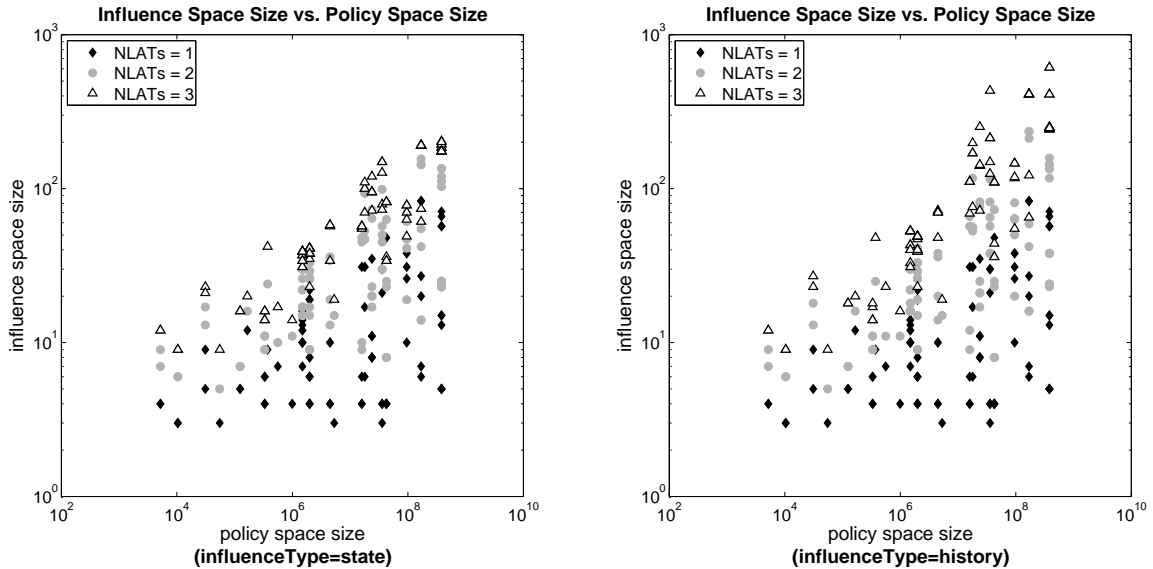 Influence Space Size vs. Policy Space Size
10^3
NLATs = 1
NLATs = 2
NLATs = 3
10^2
influence space size
10^1
10^0
10^2 10^4 10^6 10^8 10^10
policy space size
(influenceType=state)
Influence Space Size vs. Policy Space Size
10^3
NLATs = 1
NLATs = 2
NLATs = 3
10^2
influence space size
10^1
10^0
10^2 10^4 10^6 10^8 10^10
policy space size
(influenceType=history)